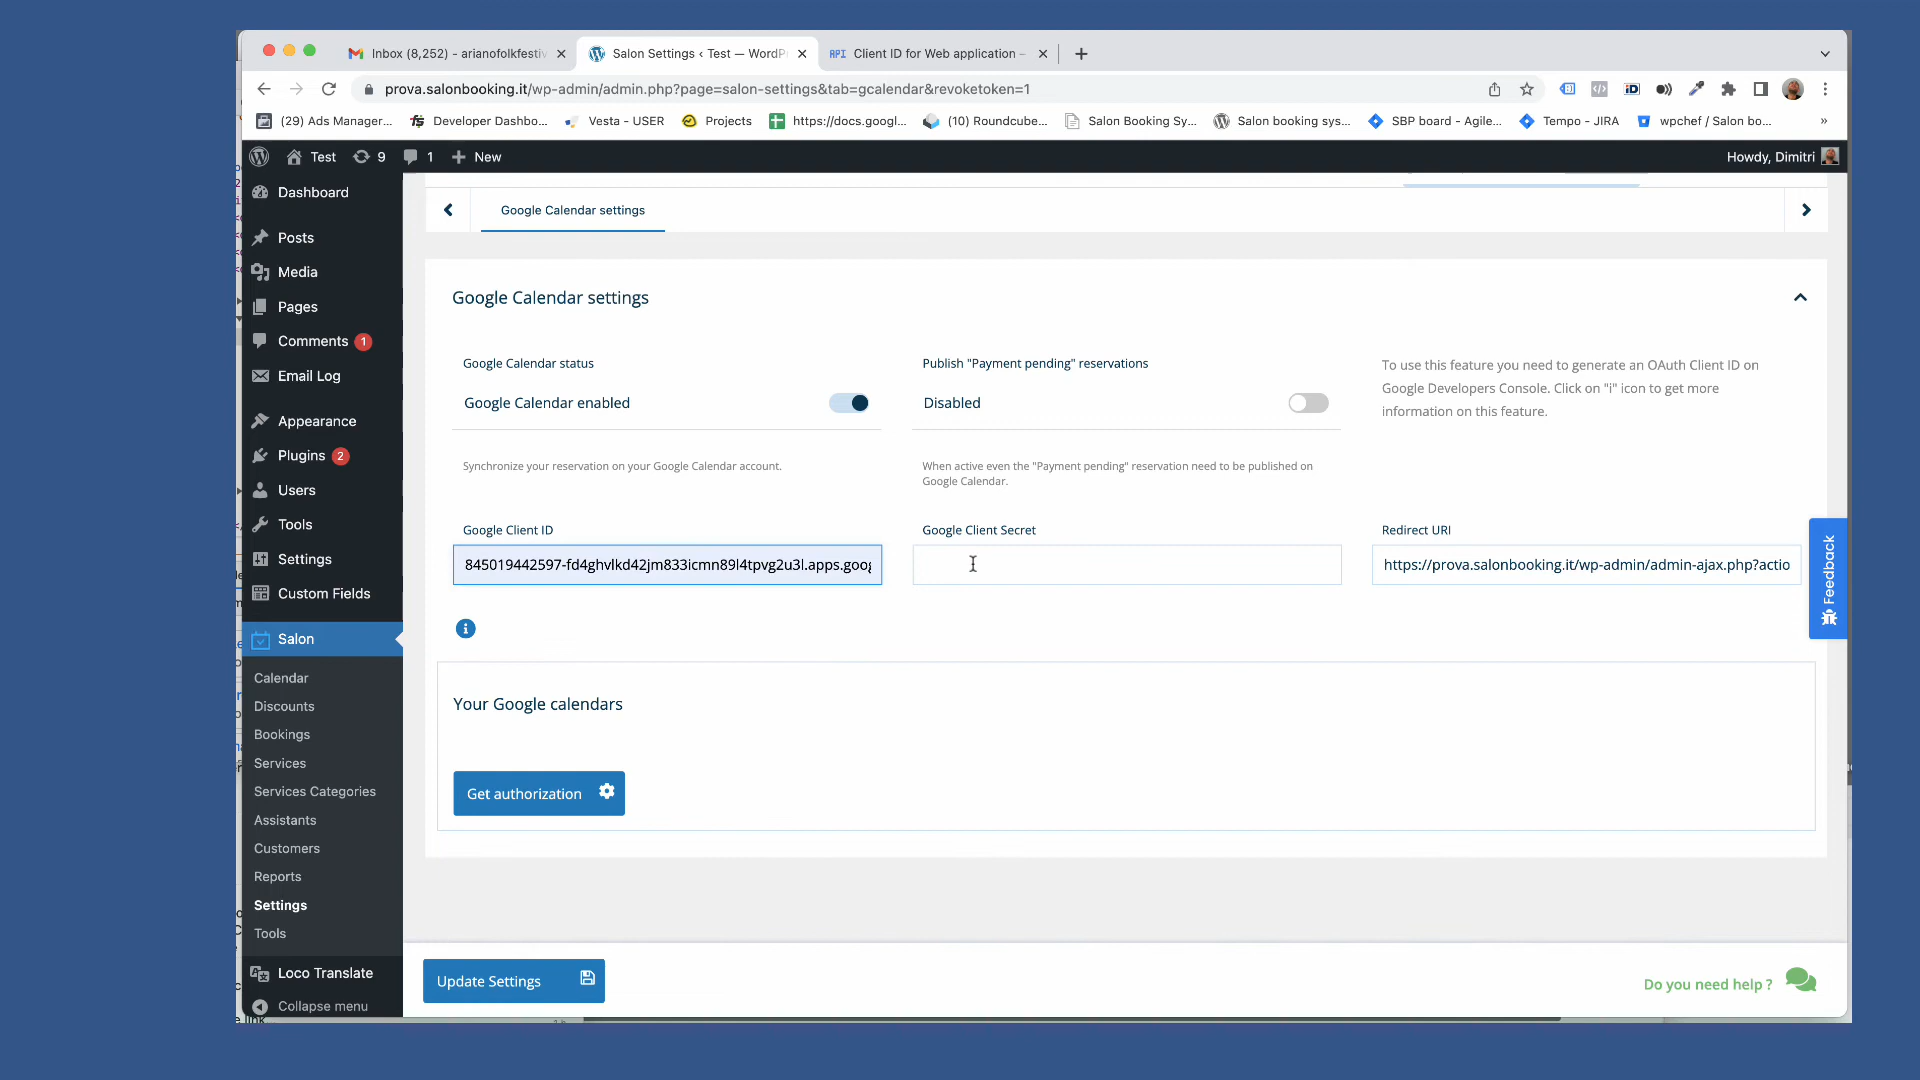 Inbox (8,252) - arianofolkfestiv
Salon Settings ‹ Test — WordP
API Client ID for Web application –
prova.salonbooking.it/wp-admin/admin.php?page=salon-settings&tab=gcalendar&revoketoken=1
(29) Ads Manager...
Developer Dashbo...
Vesta - USER
Projects
https://docs.googl...
(10) Roundcube...
Salon Booking Sy...
Salon booking sys...
SBP board - Agile...
Tempo - JIRA
wpchef / Salon bo...
»
Test
9
1
New
Howdy, Dimitri
Dashboard
Posts
Media
Pages
Comments 1
Email Log
Appearance
Plugins 2
Users
Tools
Settings
Custom Fields
Salon
Calendar
Discounts
Bookings
Services
Services Categories
Assistants
Customers
Reports
Settings
Tools
Loco Translate
Collapse menu
Google Calendar settings
Google Calendar settings
Google Calendar status
Google Calendar enabled
Synchronize your reservation on your Google Calendar account.
Publish "Payment pending" reservations
Disabled
When active even the "Payment pending" reservation need to be published on
Google Calendar.
To use this feature you need to generate an OAuth Client ID on
Google Developers Console. Click on "i" icon to get more
information on this feature.
Google Client ID
845019442597-fd4ghvlkd42jm833icmn89l4tpvg2u3l.apps.goog
Google Client Secret
Redirect URI
https://prova.salonbooking.it/wp-admin/admin-ajax.php?actio
Feedback
Your Google calendars
Get authorization
Update Settings
Do you need help ?